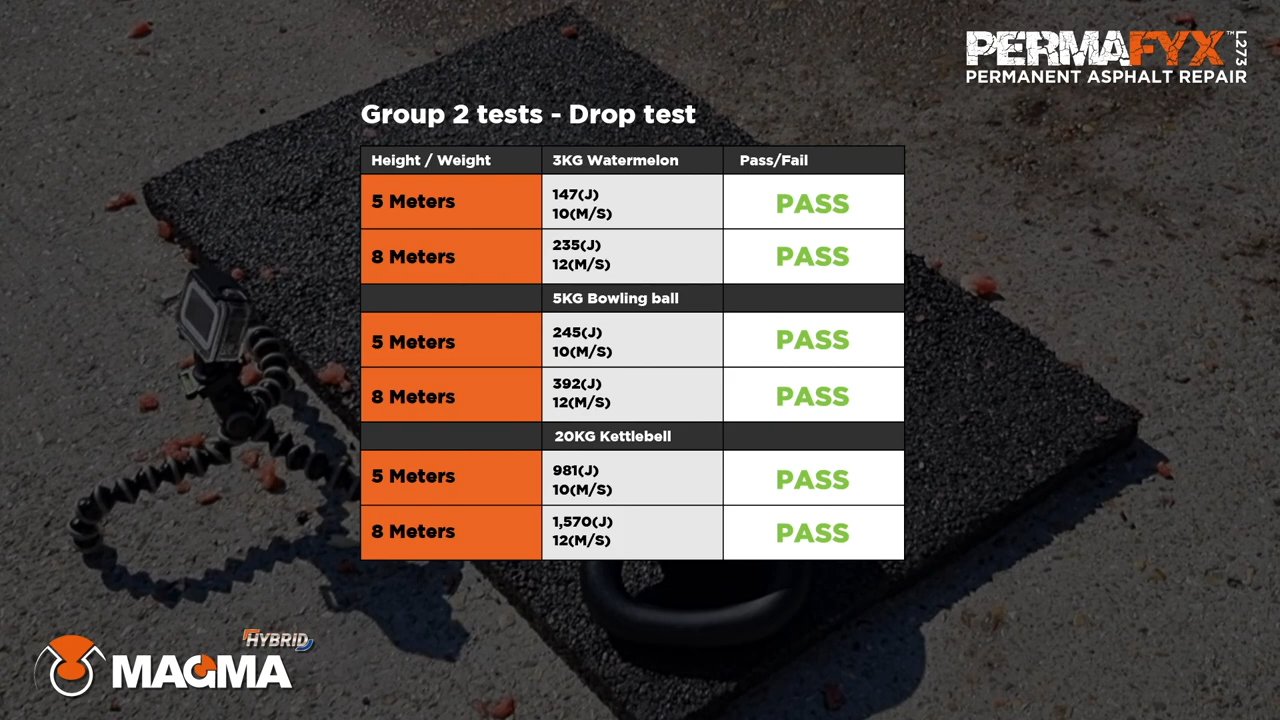 PERMAFYX™ L273
PERMANENT ASPHALT REPAIR
Group 2 tests - Drop test
Height / Weight 3KG Watermelon Pass/Fail
5 Meters 147(J) PASS
10(M/S)
8 Meters 235(J) PASS
12(M/S)
5KG Bowling ball
5 Meters 245(J) PASS
10(M/S)
8 Meters 392(J) PASS
12(M/S)
20KG Kettlebell
5 Meters 981(J) PASS
10(M/S)
8 Meters 1,570(J) PASS
12(M/S)
HYBRID
MAGMA